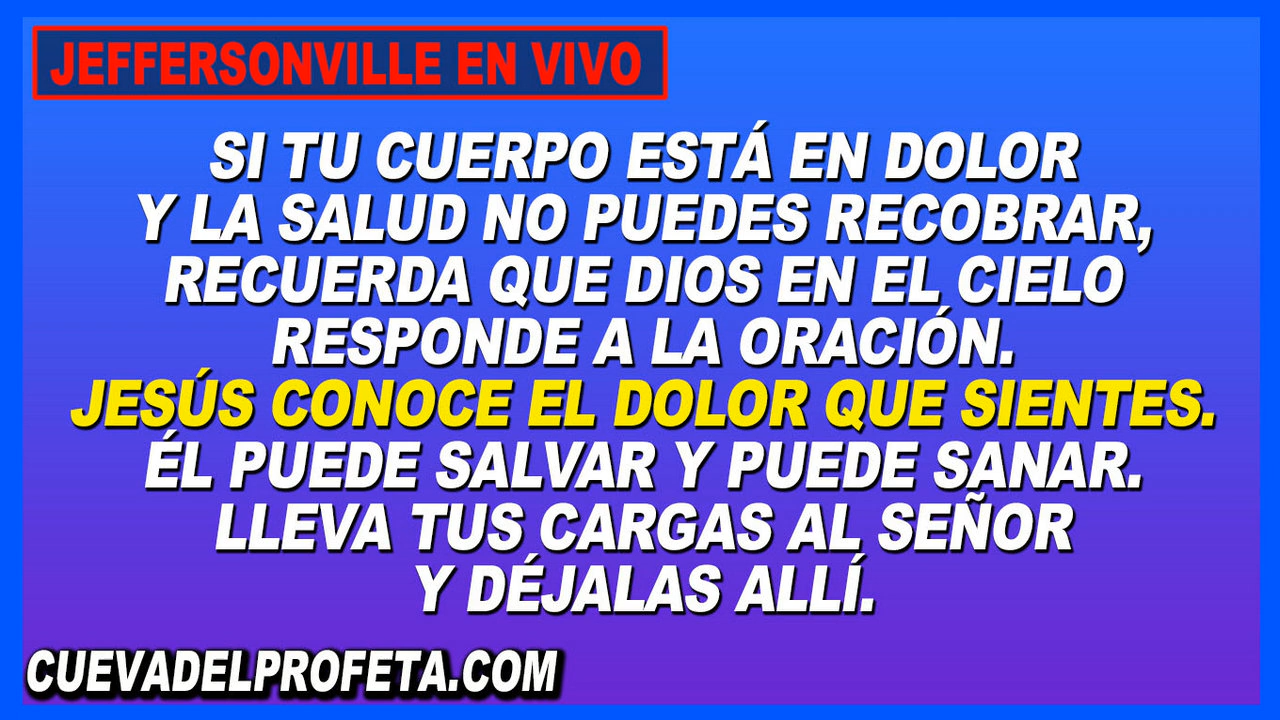 JEFFERSONVILLE EN VIVO
SI TU CUERPO ESTÁ EN DOLOR
Y LA SALUD NO PUEDES RECOBRAR,
RECUERDA QUE DIOS EN EL CIELO
RESPONDE A LA ORACIÓN.
JESÚS CONOCE EL DOLOR QUE SIENTES.
ÉL PUEDE SALVAR Y PUEDE SANAR.
LLEVA TUS CARGAS AL SEÑOR
Y DÉJALAS ALLÍ.
CUEVADELPROFETA.COM